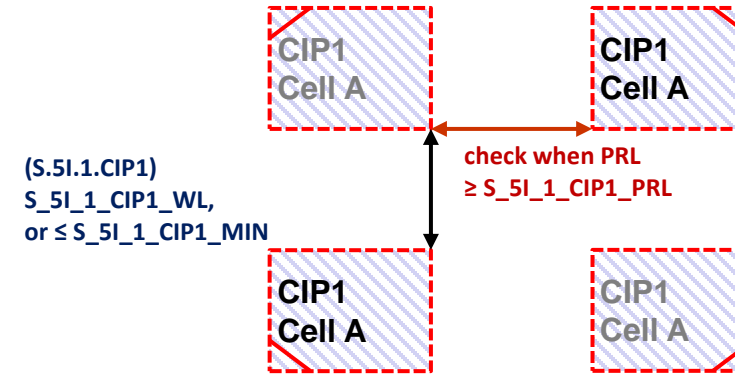 CIP1
Cell A
CIP1
Cell A
(S.5I.1.CIP1)
S_5I_1_CIP1_WL,
or ≤ S_5I_1_CIP1_MIN
check when PRL
≥ S_5I_1_CIP1_PRL
CIP1
Cell A
CIP1
Cell A